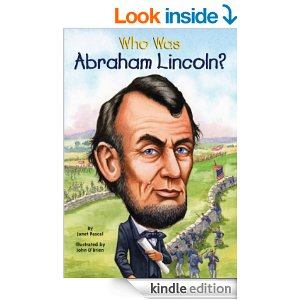 Look inside
Who Was
Abraham Lincoln?
By
Janet Pascal
Illustrated by
John O'Brien
kindle edition